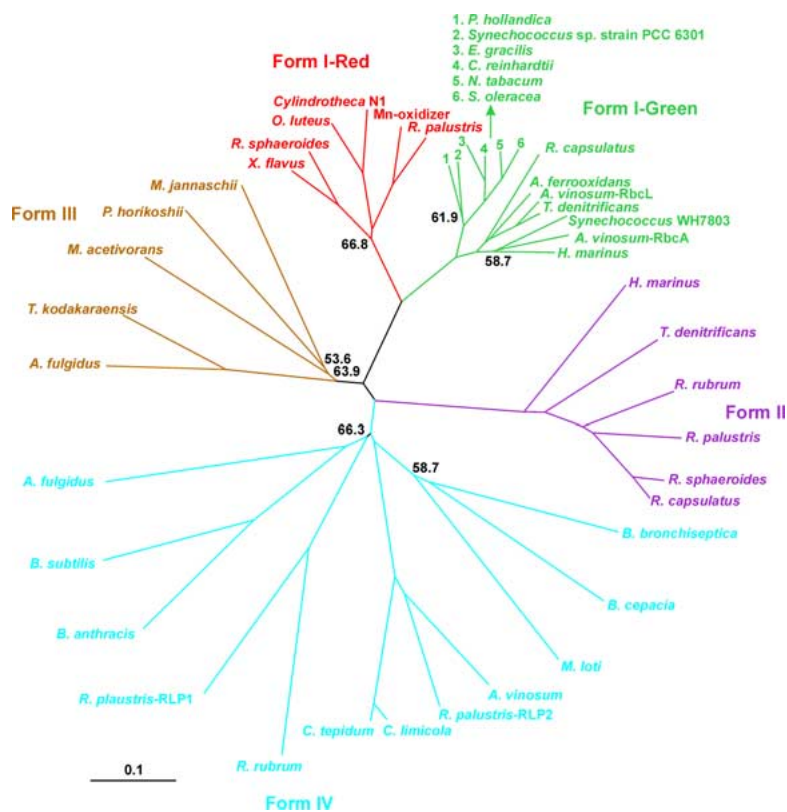 1. P. hollandica
2. Synechococcus sp. strain PCC 6301
3. E. gracilis
4. C. reinhardtii
5. N. tabacum
6. S. oleracea
Form I-Red
Form I-Green
Cylindrotheca N1
Mn-oxidizer
O. luteus
R. palustris
R. sphaeroides
X. flavus
1
2
3
4
5
6
R. capsulatus
A. ferrooxidans
A. vinosum-RbcL
T. denitrificans
Synechococcus WH7803
A. vinosum-RbcA
H. marinus
61.9
58.7
66.8
M. jannaschii
Form III
P. horikoshii
M. acetivorans
T. kodakaraensis
A. fulgidus
53.6
63.9
H. marinus
T. denitrificans
R. rubrum
Form II
R. palustris
R. sphaeroides
R. capsulatus
66.3
58.7
A. fulgidus
B. subtilis
B. anthracis
R. plaustris-RLP1
R. rubrum
C. tepidum
C. limicola
R. palustris-RLP2
A. vinosum
M. loti
B. cepacia
B. bronchiseptica
0.1
Form IV